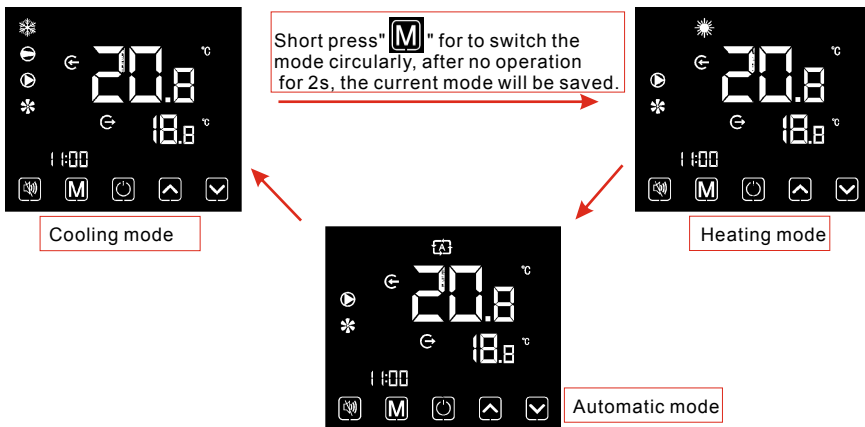 20.8 ℃
18.8 ℃
11:00
M
Cooling mode
Short press" M " for to switch the
mode circularly, after no operation
for 2s, the current mode will be saved.
20.8 ℃
18.8 ℃
11:00
M
Heating mode
A
20.8 ℃
18.8 ℃
11:00
M
Automatic mode